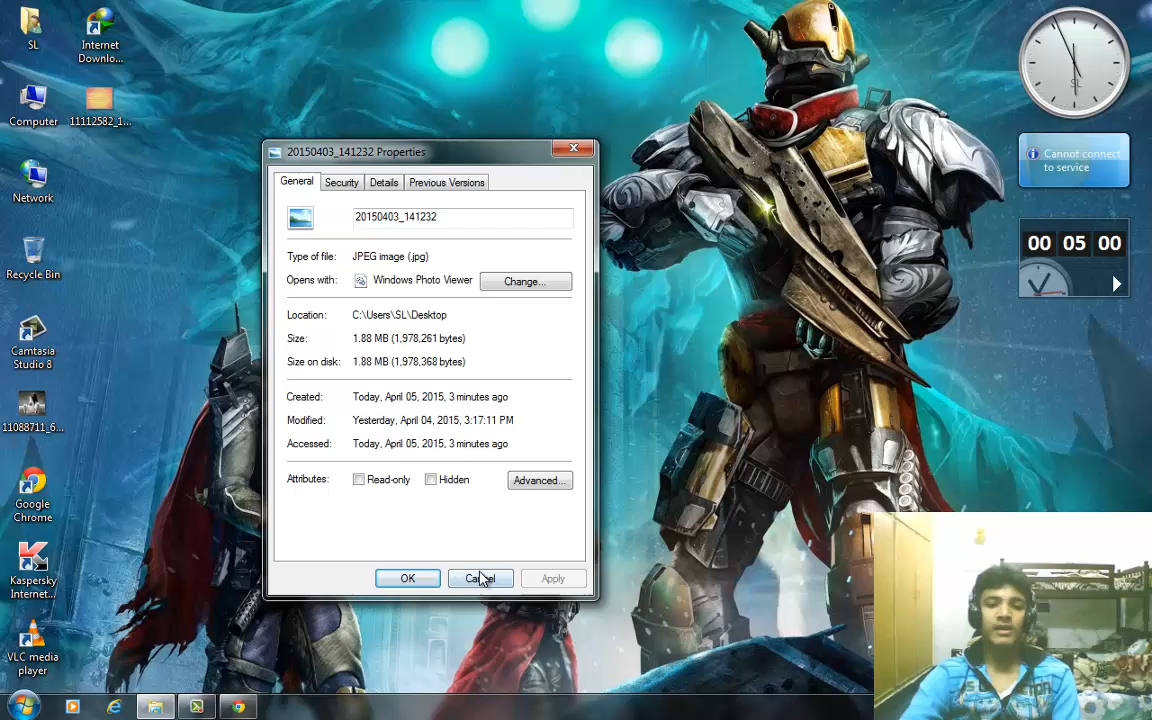 SL
Internet
Downlo...
Computer
11112582_1...
Network
Recycle Bin
Camtasia
Studio 8
11088711_6...
Google
Chrome
Kaspersky
Internet...
VLC media
player
20150403_141232 Properties
General
Security
Details
Previous Versions
20150403_141232
Type of file:
JPEG image (.jpg)
Opens with:
Windows Photo Viewer
Change...
Location:
C:\Users\SL\Desktop
Size:
1.88 MB (1,978,261 bytes)
Size on disk:
1.88 MB (1,978,368 bytes)
Created:
Today, April 05, 2015, 3 minutes ago
Modified:
Yesterday, April 04, 2015, 3:17:11 PM
Accessed:
Today, April 05, 2015, 3 minutes ago
Attributes:
Read-only
Hidden
Advanced...
OK
Cancel
Apply
SL
Cannot connect
to service
00 05 00